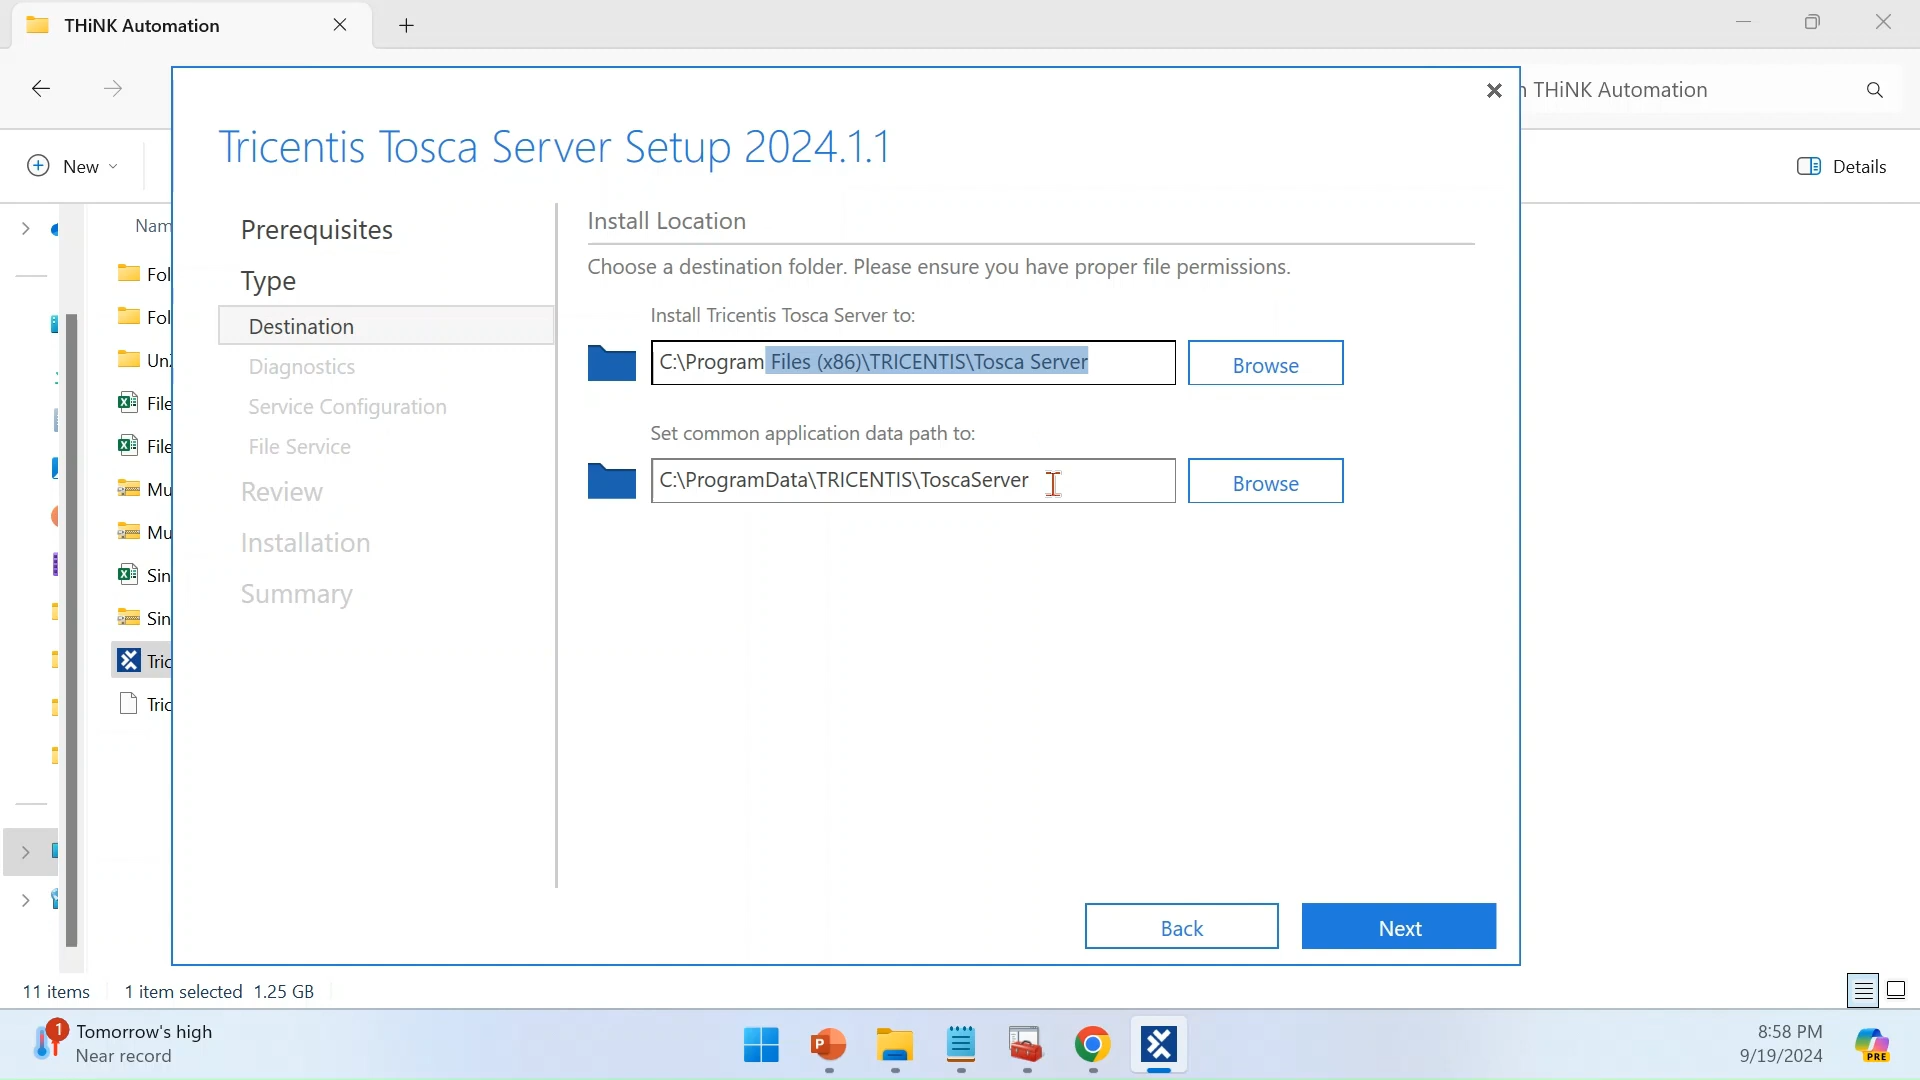 THiNK Automation
THiNK Automation
New
Details
Tricentis Tosca Server Setup 2024.1.1
Prerequisites
Type
Destination
Diagnostics
Service Configuration
File Service
Review
Installation
Summary
Install Location
Choose a destination folder. Please ensure you have proper file permissions.
Install Tricentis Tosca Server to:
C:\Program Files (x86)\TRICENTIS\Tosca Server
Browse
Set common application data path to:
C:\ProgramData\TRICENTIS\ToscaServer
Browse
Back
Next
Nam
Fol
Fol
Un
File
File
Mu
Mu
Sin
Sin
Tric
Tric
11 items
1 item selected 1.25 GB
1
Tomorrow's high
Near record
P
8:58 PM
9/19/2024
PRE